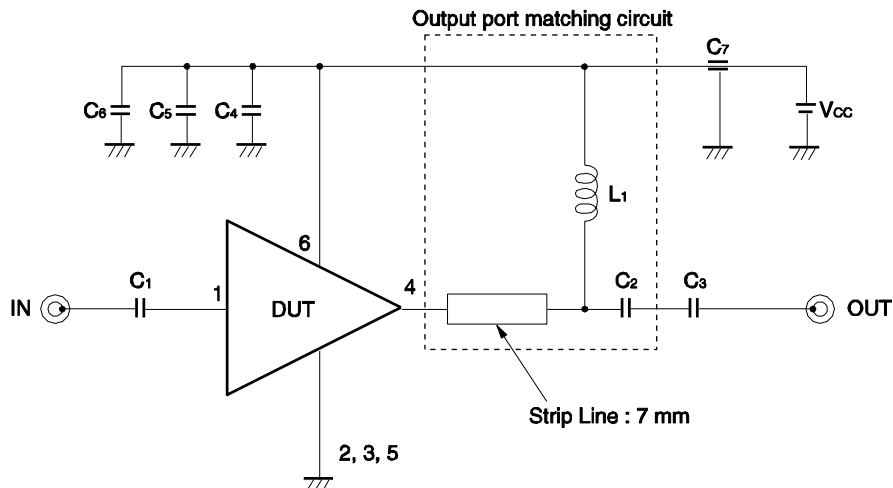 Output port matching circuit
C7
C6
C5
C4
VCC
L1
6
4
C1
1
C2
C3
IN
DUT
OUT
Strip Line : 7 mm
2, 3, 5